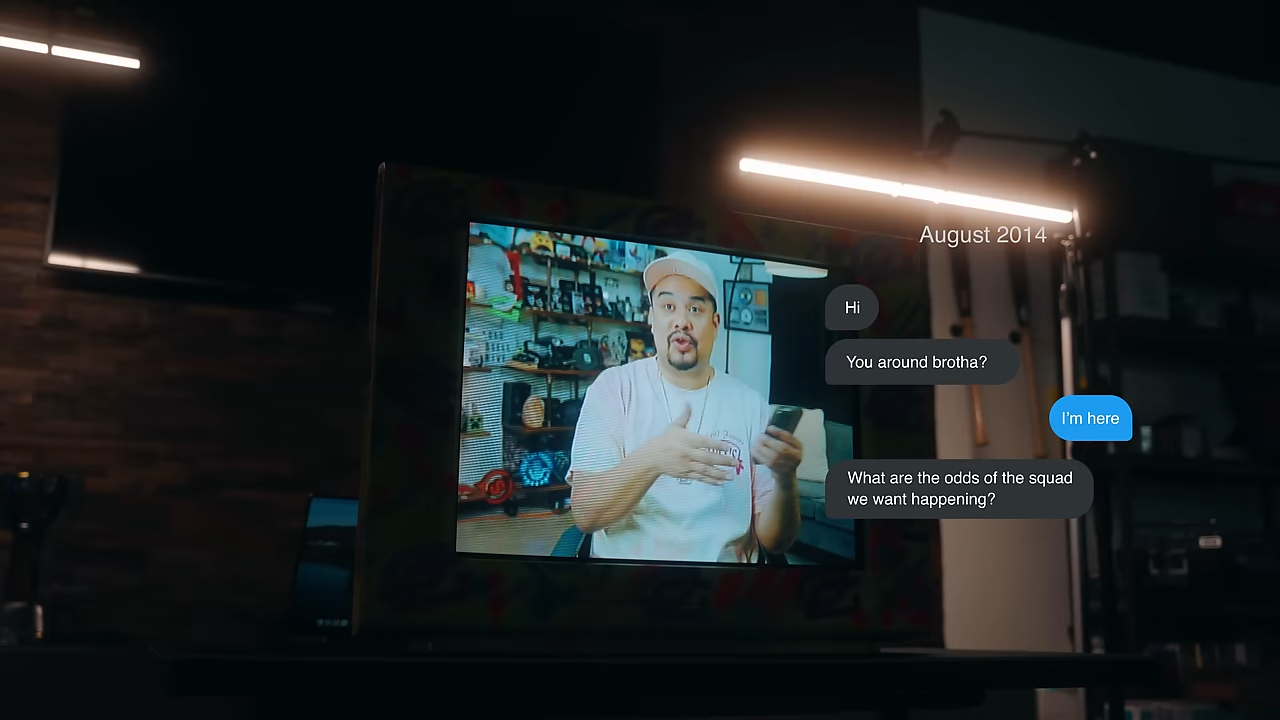 August 2014
Hi
You around brotha?
I'm here
What are the odds of the squad
we want happening?